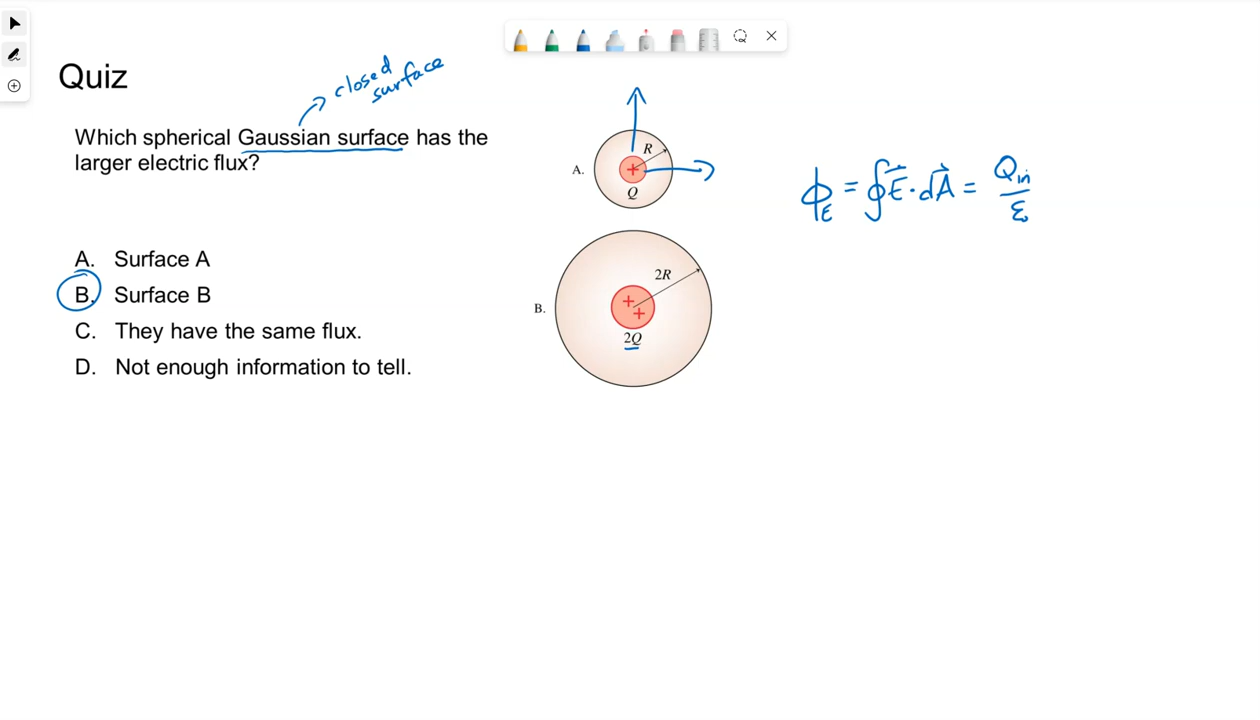 Quiz
closed
surface
Which spherical Gaussian surface has the
larger electric flux?
A. Surface A
B. Surface B
C. They have the same flux.
D. Not enough information to tell.
A.
R
+
Q
B.
2R
+
+
2Q
ϕ_E = ∮E⃗·dA⃗ = Q_in/ε₀